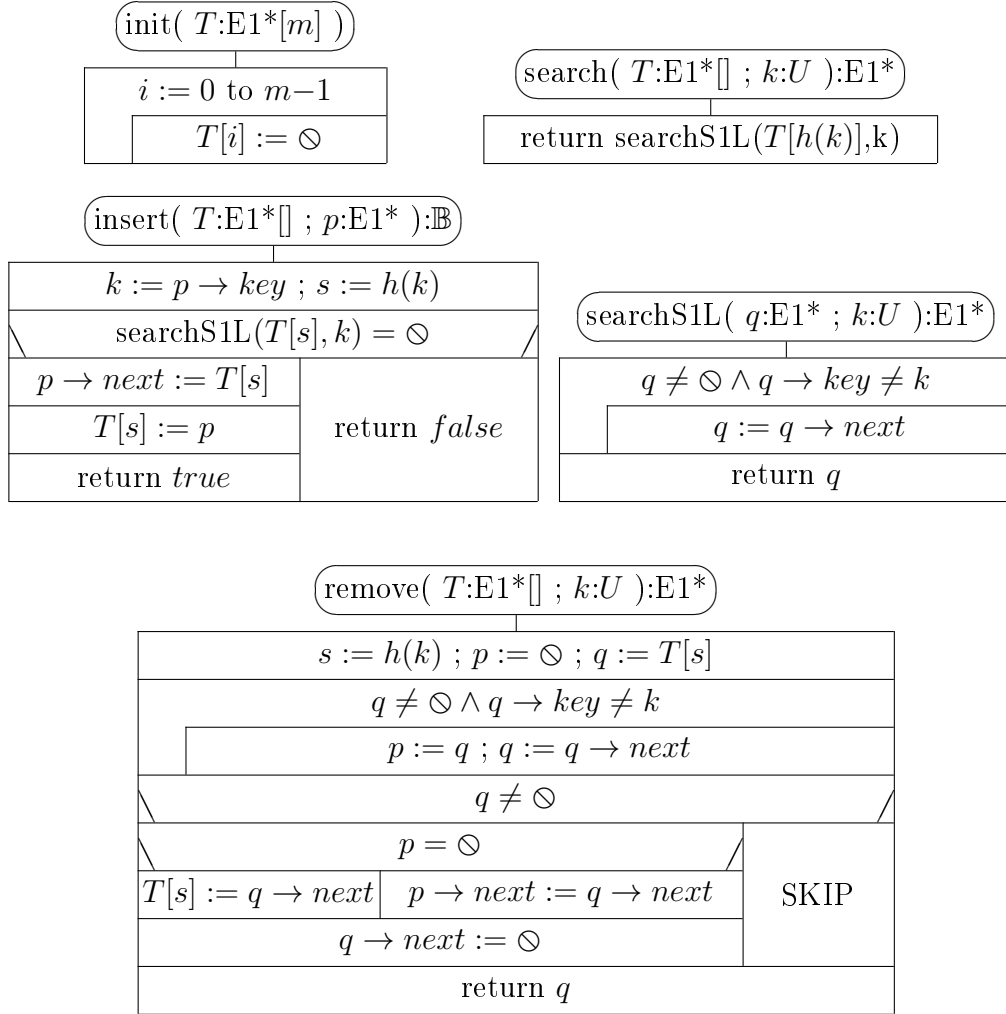 init( T:E1*[m] )
i := 0 to m−1
T[i] := ⦸
search( T:E1*[] ; k:U ):E1*
return searchS1L(T[h(k)],k)
insert( T:E1*[] ; p:E1* ):𝔹
k := p → key ; s := h(k)
searchS1L(T[s], k) = ⦸
p → next := T[s]
T[s] := p
return true
return false
searchS1L( q:E1* ; k:U ):E1*
q ≠ ⦸ ∧ q → key ≠ k
q := q → next
return q
remove( T:E1*[] ; k:U ):E1*
s := h(k) ; p := ⦸ ; q := T[s]
q ≠ ⦸ ∧ q → key ≠ k
p := q ; q := q → next
q ≠ ⦸
p = ⦸
T[s] := q → next
p → next := q → next
SKIP
q → next := ⦸
return q